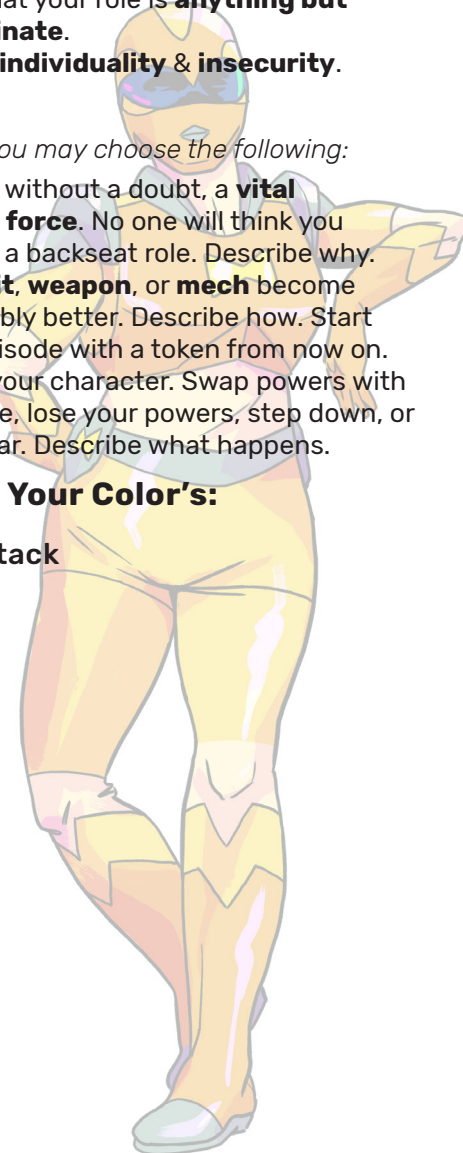 at your role is anything but
inate.
individuality & insecurity.
ou may choose the following:
without a doubt, a vital
force. No one will think you
a backseat role. Describe why.
it, weapon, or mech become
bly better. Describe how. Start
isode with a token from now on.
your character. Swap powers with
e, lose your powers, step down, or
ar. Describe what happens.
Your Color's:
tack